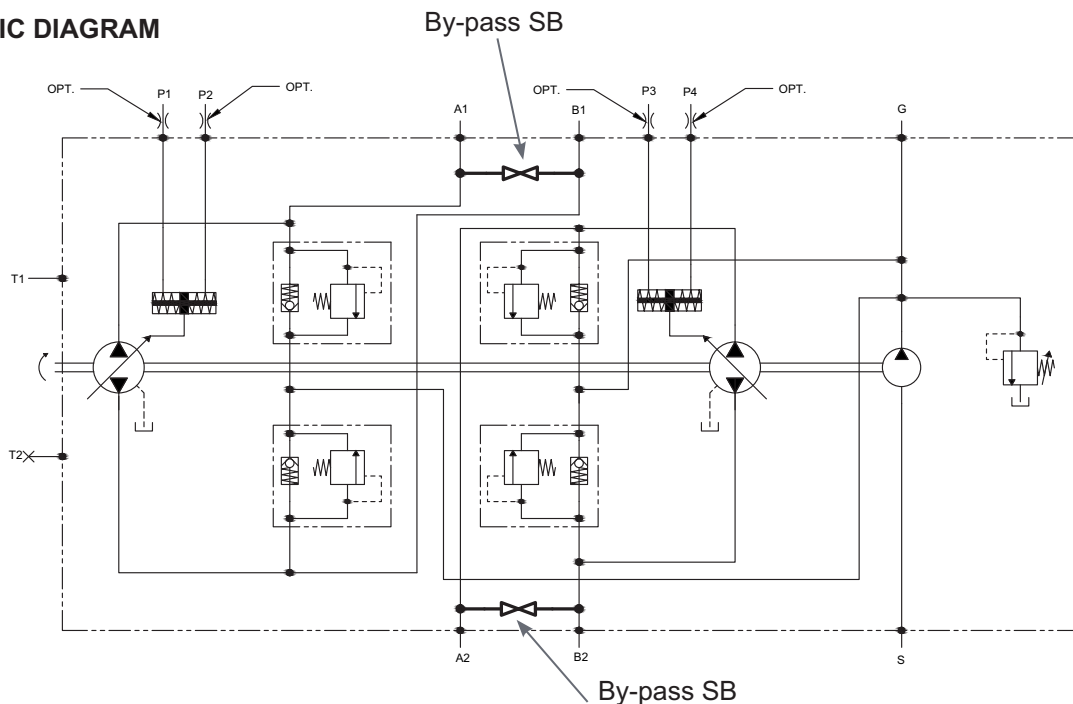 By-pass SB
IC DIAGRAM
OPT. P1 P2 OPT. A1 B1 OPT. P3 P4 OPT. G
T1
T2
A2 B2 S
By-pass SB